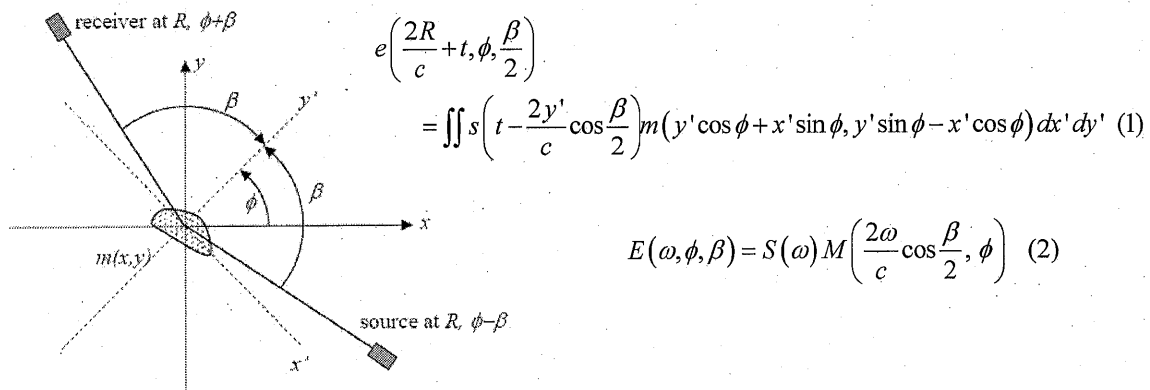 receiver at R, ϕ+β
e(2R/c + t, ϕ, β/2)
= ∬ s(t − 2y'/c cos β/2) m(y' cos ϕ + x' sin ϕ, y' sin ϕ − x' cos ϕ) dx' dy' (1)
y
β
y'
ϕ
β
x
m(x,y)
E(ω, ϕ, β) = S(ω) M(2ω/c cos β/2, ϕ) (2)
source at R, ϕ−β
x'